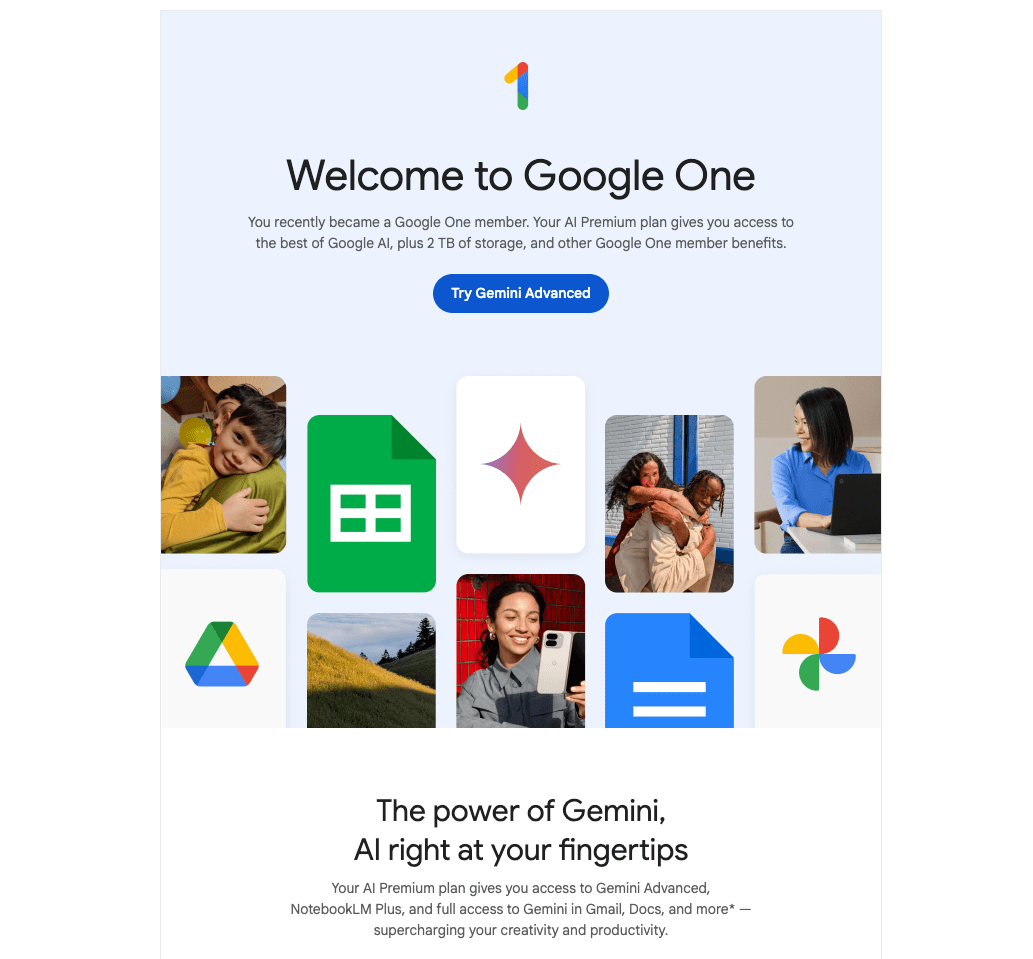 Welcome to Google One
You recently became a Google One member. Your AI Premium plan gives you access to
the best of Google AI, plus 2 TB of storage, and other Google One member benefits.
Try Gemini Advanced
The power of Gemini,
AI right at your fingertips
Your AI Premium plan gives you access to Gemini Advanced,
NotebookLM Plus, and full access to Gemini in Gmail, Docs, and more* —
supercharging your creativity and productivity.